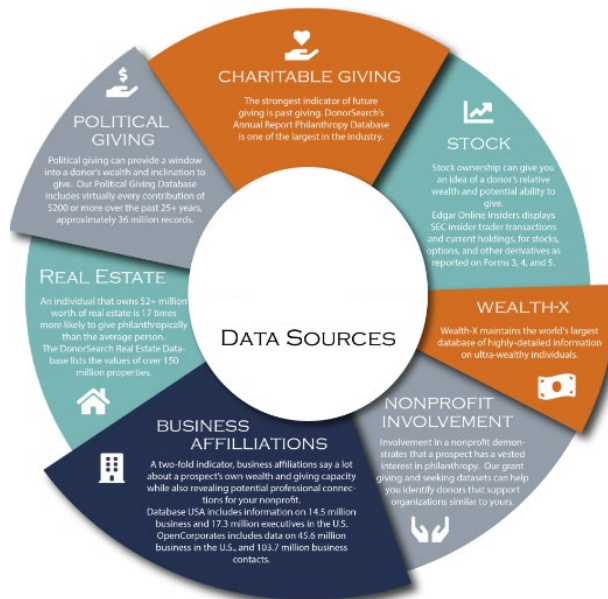 CHARITABLE GIVING
The strongest indicator of future
giving is past giving. DonorSearch's
Annual Report Philanthropy Database
is one of the largest in the industry.
STOCK
Stock ownership can give you
an idea of a donor's relative
wealth and potential ability to
give.
Edgar Online Insiders displays
SEC insider trader transactions
and current holdings, for stocks,
options, and other derivatives as
reported on Forms 3, 4, and 5.
WEALTH-X
Wealth-X maintains the world's largest
database of highly-detailed information
on ultra-wealthy individuals.
NONPROFIT
INVOLVEMENT
Involvement in a nonprofit demon-
strates that a prospect has a vested
interest in philanthropy. Our grant
giving and seeking datasets can help
you identify donors that support
organizations similar to yours.
BUSINESS
AFFILLIATIONS
A two-fold indicator, business affiliations say a lot
about a prospect's own wealth and giving capacity
while also revealing potential professional connec-
tions for your nonprofit.
Database USA includes information on 14.5 million
business and 17.3 million executives in the U.S.
OpenCorporates includes data on 45.6 million
business in the U.S., and 103.7 million business
contacts.
REAL ESTATE
An individual that owns $2+ million
worth of real estate is 17 times
more likely to give philanthropically
than the average person.
The DonorSearch Real Estate Data-
base lists the values of over 150
million properties.
$
POLITICAL
GIVING
Political giving can provide a window
into a donor's wealth and inclination to
give. Our Political Giving Database
includes virtually every contribution of
$200 or more over the past 25+ years,
approximately 36 million records.
DATA SOURCES